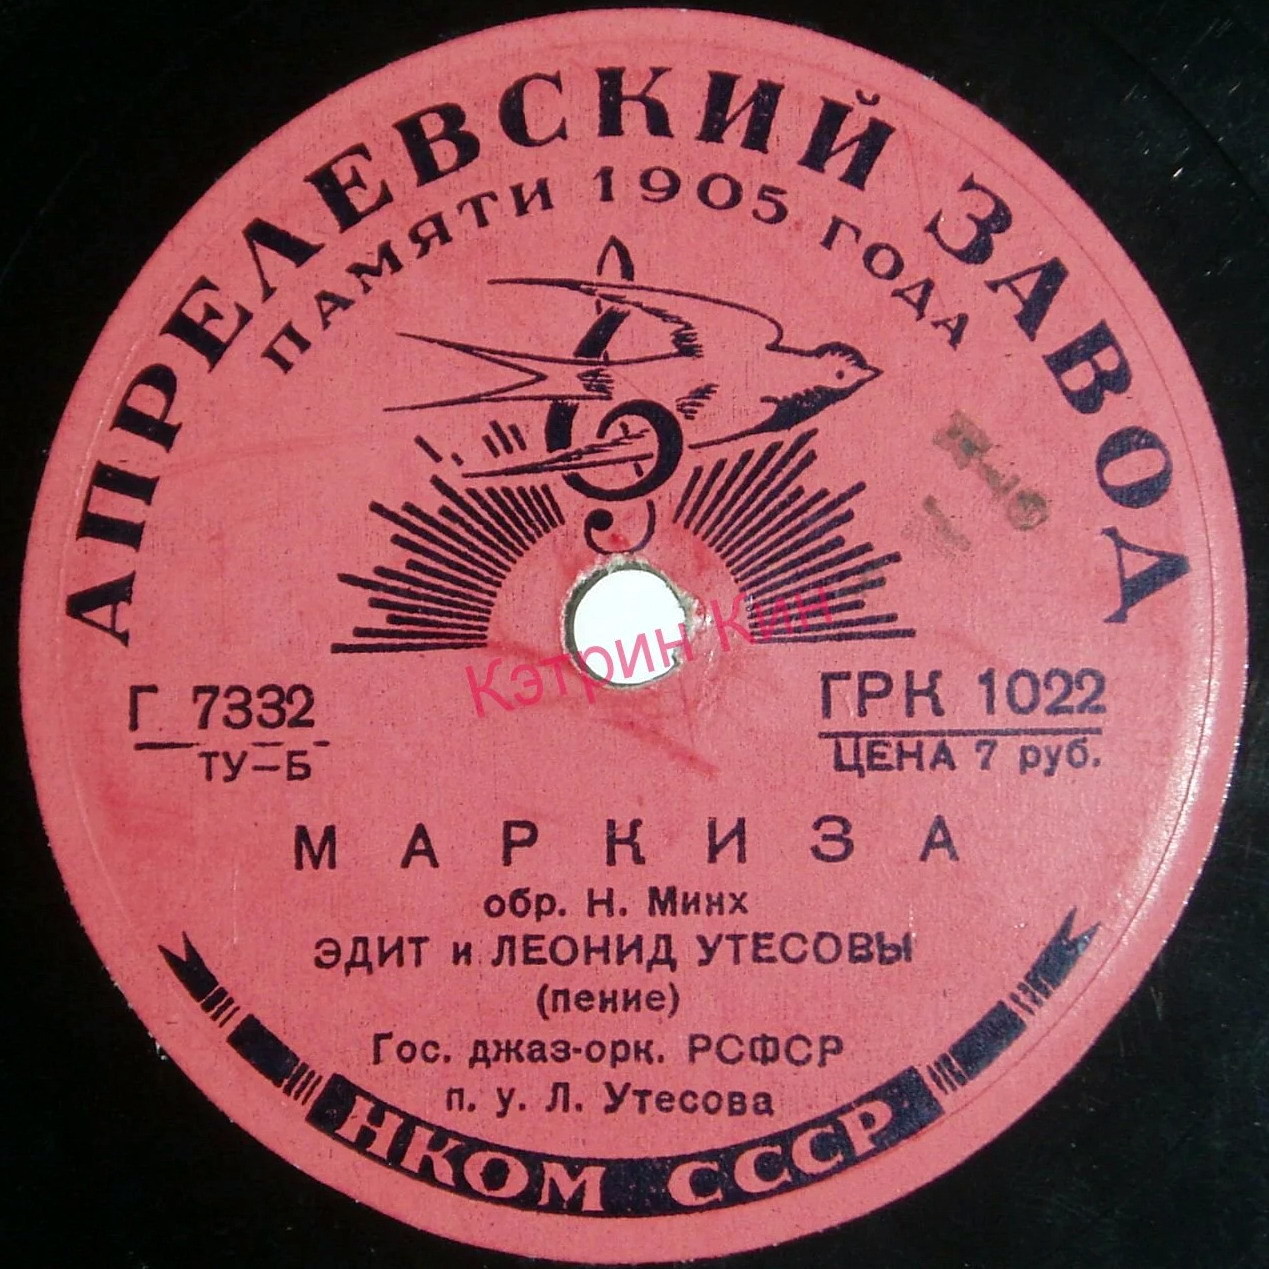 АПРЕЛЕВСКИЙ ЗАВОД
ПАМЯТИ 1905 ГОДА
Кэтрин Кин
Г 7332
ТУ-Б
ГРК 1022
ЦЕНА 7 руб.
МАРКИЗА
обр. Н. Минх
ЭДИТ и ЛЕОНИД УТЕСОВЫ
(пение)
Гос. джаз-орк. РСФСР
п. у. Л. Утесова
НКОМ СССР